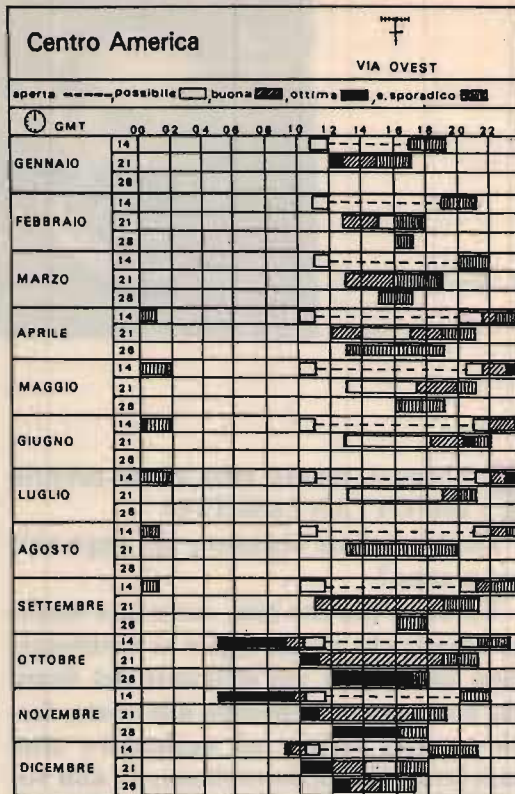 Centro America
VIA OVEST
aperta -----, possibile, buona, ottima, e.sporadico
GMT 00 02 04 06 08 10 12 14 16 18 20 22
14
GENNAIO 21
28
14
FEBBRAIO 21
28
14
MARZO 21
28
14
APRILE 21
28
14
MAGGIO 21
28
14
GIUGNO 21
28
14
LUGLIO 21
28
14
AGOSTO 21
28
14
SETTEMBRE 21
28
14
OTTOBRE 21
28
14
NOVEMBRE 21
28
14
DICEMBRE 21
28